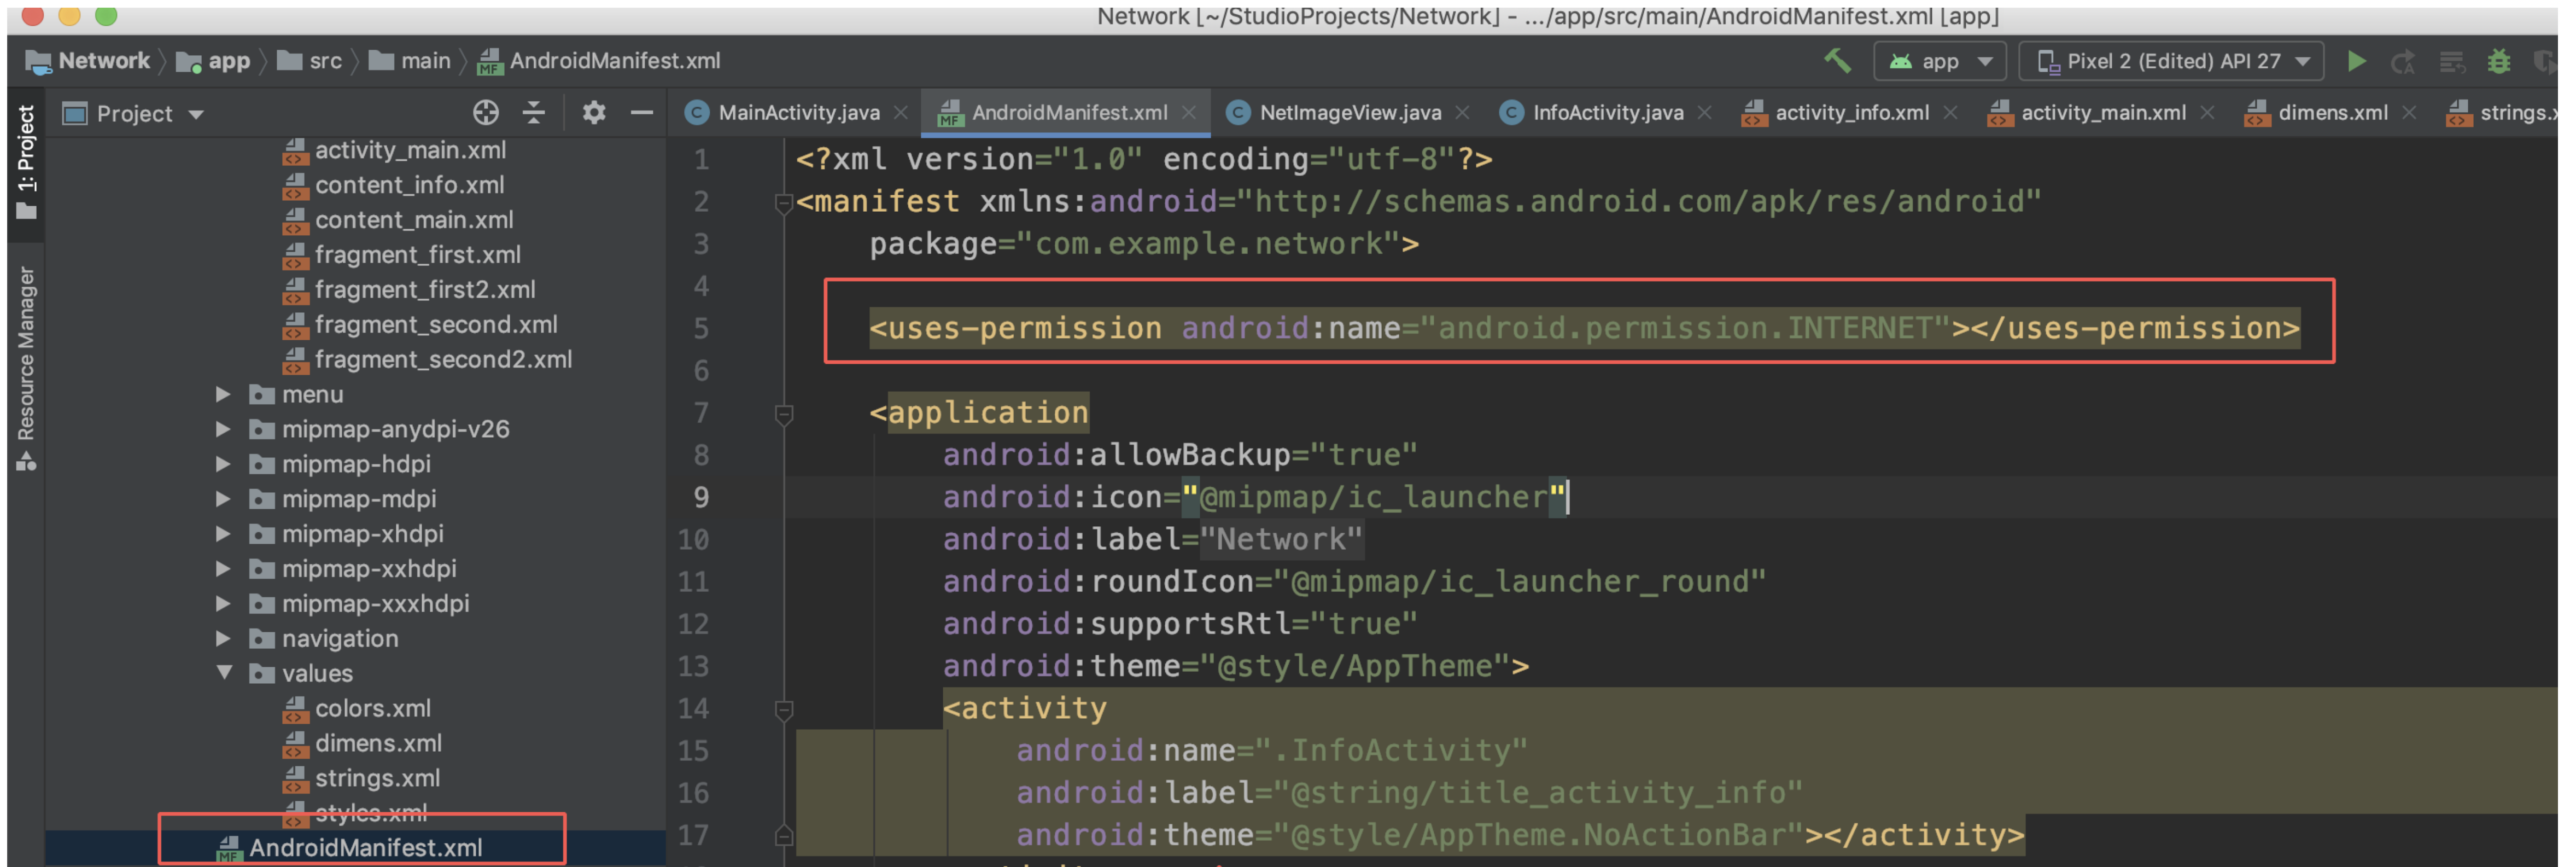 Network [~/StudioProjects/Network] - .../app/src/main/AndroidManifest.xml [app]
Network app src main AndroidManifest.xml
app Pixel 2 (Edited) API 27
1: Project
Resource Manager
Project
activity_main.xml
content_info.xml
content_main.xml
fragment_first.xml
fragment_first2.xml
fragment_second.xml
fragment_second2.xml
menu
mipmap-anydpi-v26
mipmap-hdpi
mipmap-mdpi
mipmap-xhdpi
mipmap-xxhdpi
mipmap-xxxhdpi
navigation
values
colors.xml
dimens.xml
strings.xml
styles.xml
AndroidManifest.xml
MainActivity.java AndroidManifest.xml NetImageView.java InfoActivity.java activity_info.xml activity_main.xml dimens.xml strings.x
1 <?xml version="1.0" encoding="utf-8"?>
2 <manifest xmlns:android="http://schemas.android.com/apk/res/android"
3 package="com.example.network">
4
5 <uses-permission android:name="android.permission.INTERNET"></uses-permission>
6
7 <application
8 android:allowBackup="true"
9 android:icon="@mipmap/ic_launcher"
10 android:label="Network"
11 android:roundIcon="@mipmap/ic_launcher_round"
12 android:supportsRtl="true"
13 android:theme="@style/AppTheme">
14 <activity
15 android:name=".InfoActivity"
16 android:label="@string/title_activity_info"
17 android:theme="@style/AppTheme.NoActionBar"></activity>